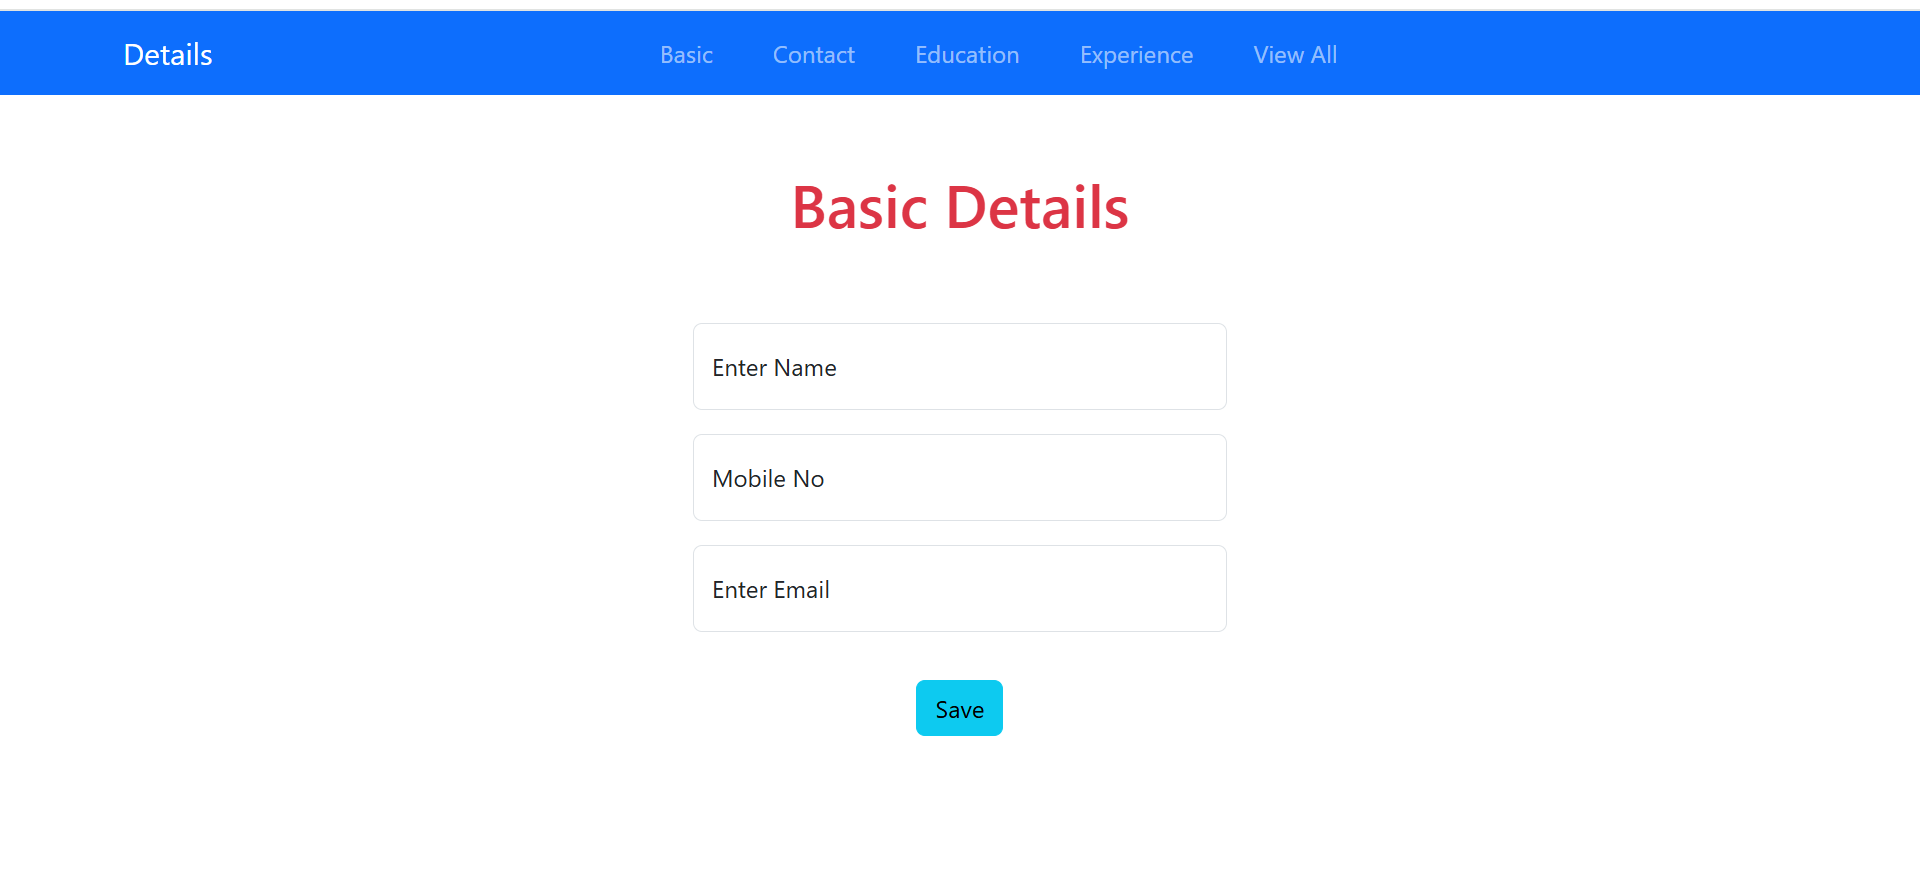 Details Basic Contact Education Experience View All
Basic Details
Enter Name
Mobile No
Enter Email
Save